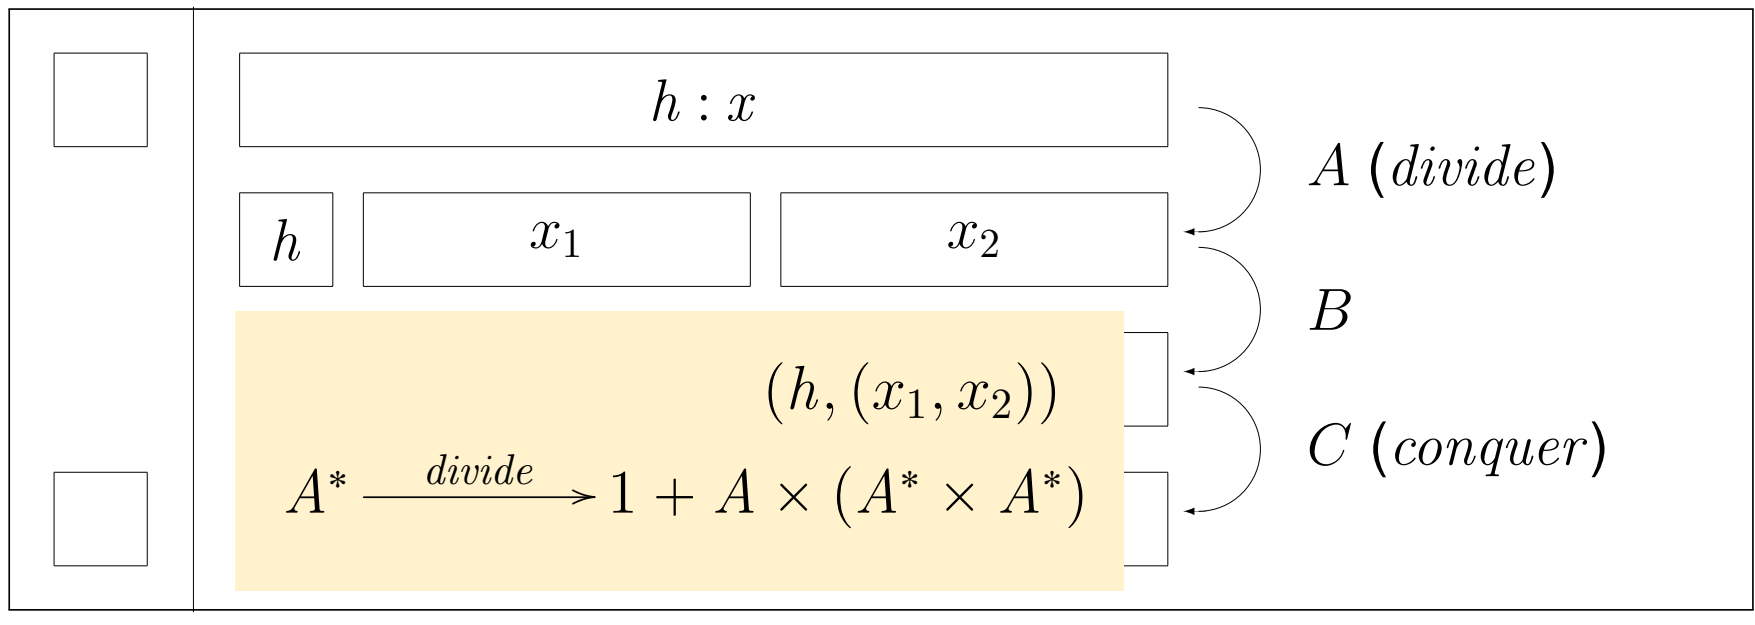 h : x
A (divide)
h x₁ x₂
B
(h, (x₁, x₂))
C (conquer)
divide
A* ⟶ 1 + A × (A* × A*)